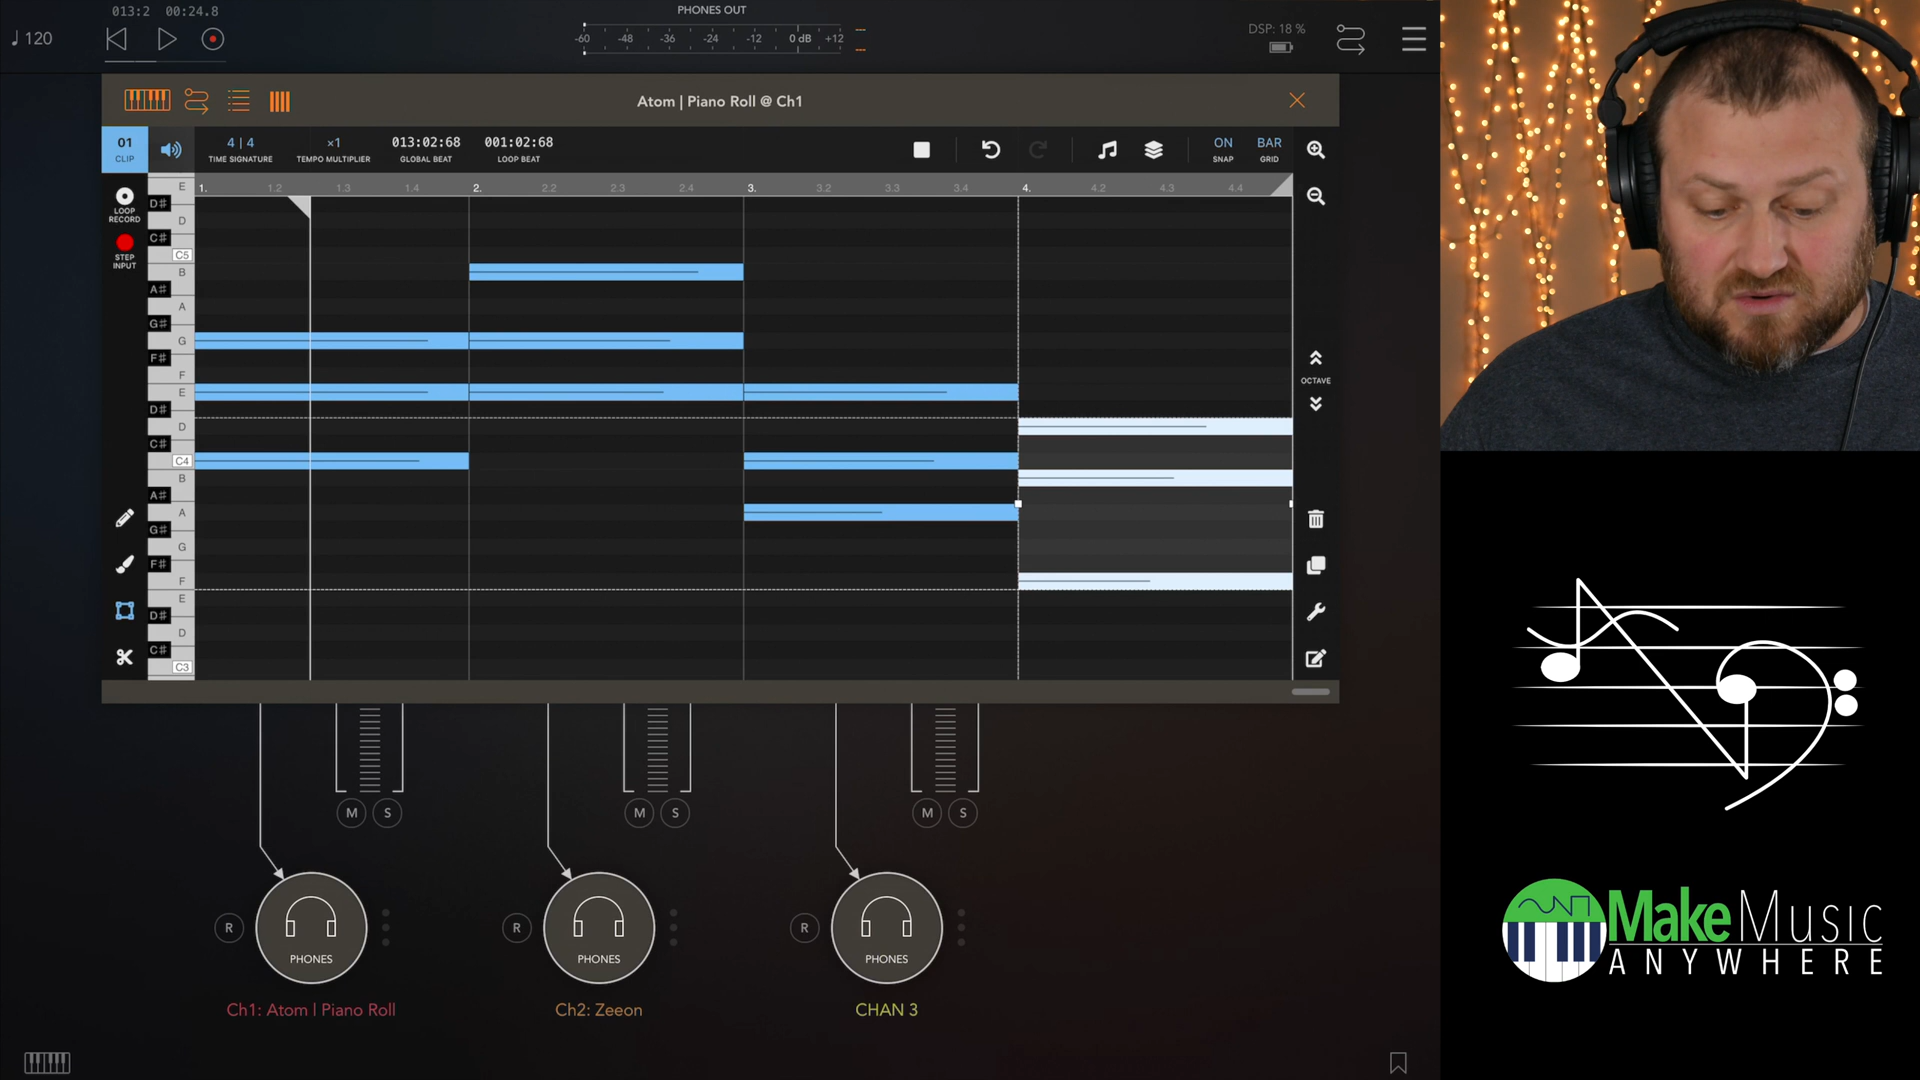 013:2 00:24.8
PHONES OUT
♩ 120
-60 -48 -36 -24 -12 0 dB +12
DSP: 18 %
Atom | Piano Roll @ Ch1
01
CLIP
4 | 4
TIME SIGNATURE
×1
TEMPO MULTIPLIER
013:02:68
GLOBAL BEAT
001:02:68
LOOP BEAT
ON
SNAP
BAR
GRID
1. 1.2 1.3 1.4 2. 2.2 2.3 2.4 3. 3.2 3.3 3.4 4. 4.2 4.3 4.4
LOOP
RECORD
STEP
INPUT
E
D#
D
C#
C5
B
A#
A
G#
G
F#
F
E
D#
D
C#
C4
B
A#
A
G#
G
F#
F
E
D#
D
C#
C3
OCTAVE
M S M S M S
R R R
PHONES PHONES PHONES
Ch1: Atom | Piano Roll Ch2: Zeeon CHAN 3
Make Music
ANYWHERE